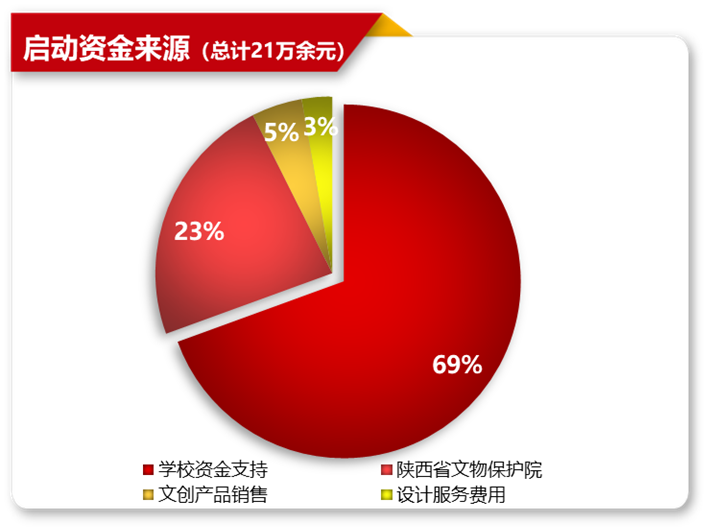 启动资金来源（总计21万余元）
5%
3%
23%
69%
学校资金支持
陕西省文物保护院
文创产品销售
设计服务费用